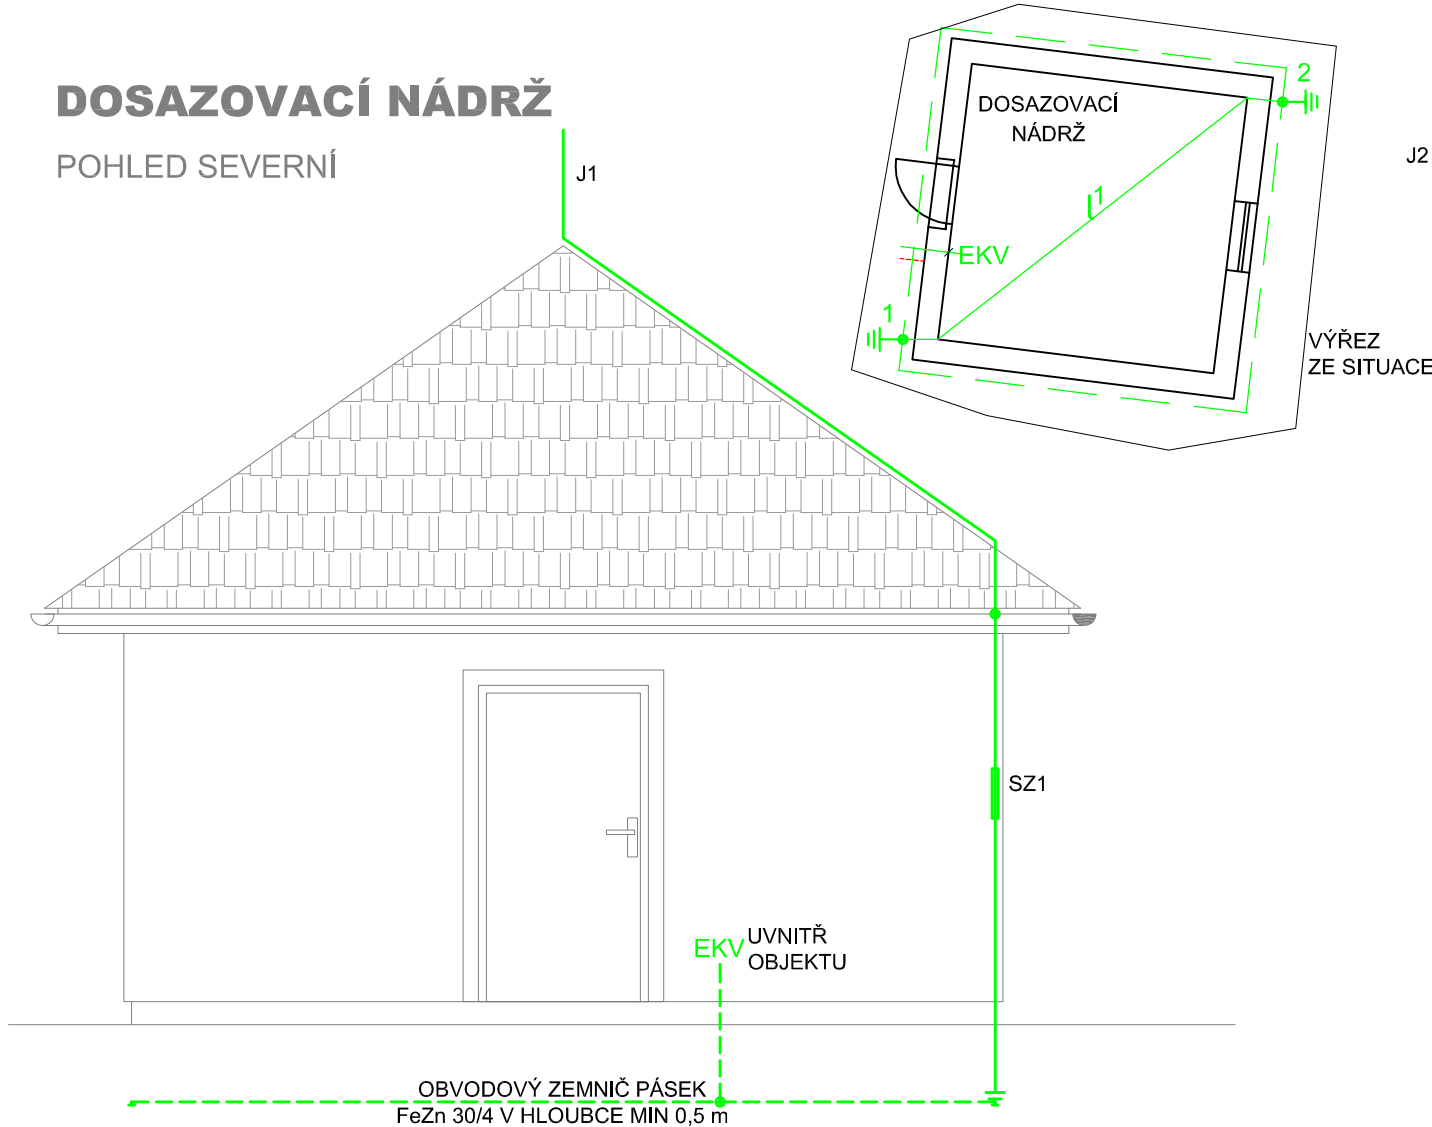 DOSAZOVACÍ NÁDRŽ
POHLED SEVERNÍ
J1
DOSAZOVACÍ
NÁDRŽ
2
J2
1
EKV
1
VÝŘEZ
ZE SITUACE
SZ1
EKV
UVNITŘ
OBJEKTU
OBVODOVÝ ZEMNIČ PÁSEK
FeZn 30/4 V HLOUBCE MIN 0,5 m